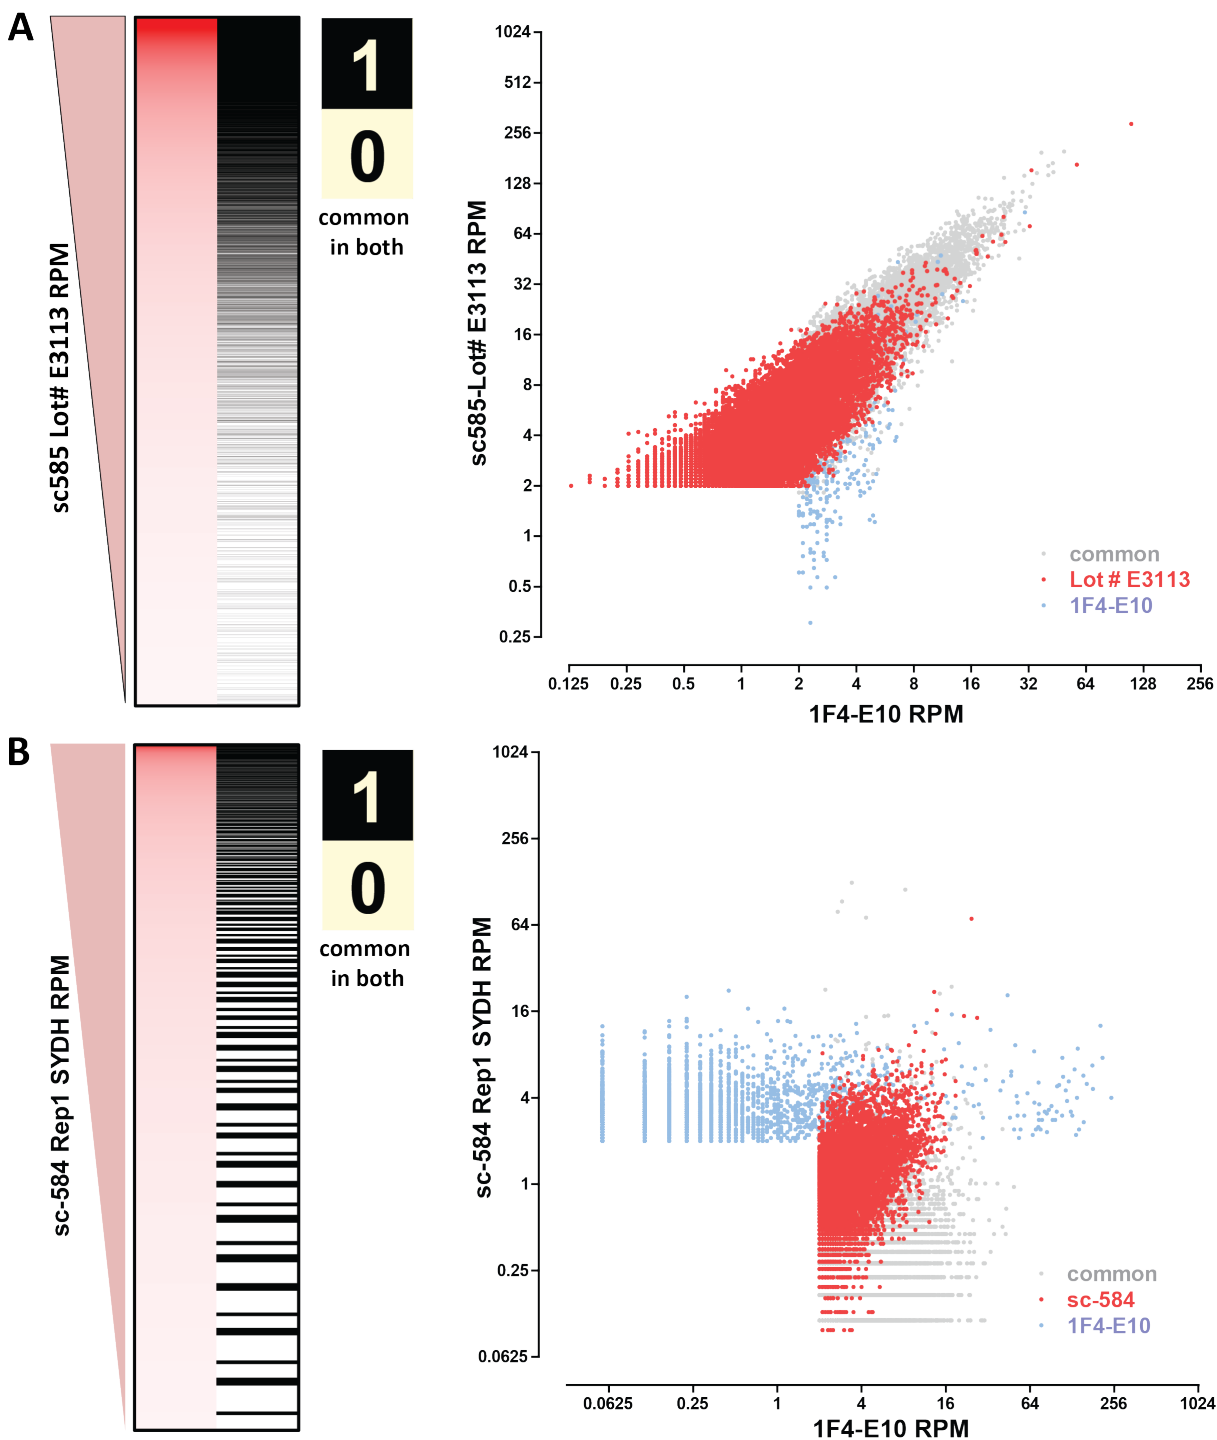 A
sc585 Lot# E3113 RPM
1
0
common
in both
sc585-Lot# E3113 RPM
1024
512
256
128
64
32
16
8
4
2
1
0.5
0.25
common
Lot # E3113
1F4-E10
0.125 0.25 0.5 1 2 4 8 16 32 64 128 256
1F4-E10 RPM
B
sc-584 Rep1 SYDH RPM
1
0
common
in both
sc-584 Rep1 SYDH RPM
1024
256
64
16
4
1
0.25
0.0625
common
sc-584
1F4-E10
0.0625 0.25 1 4 16 64 256 1024
1F4-E10 RPM